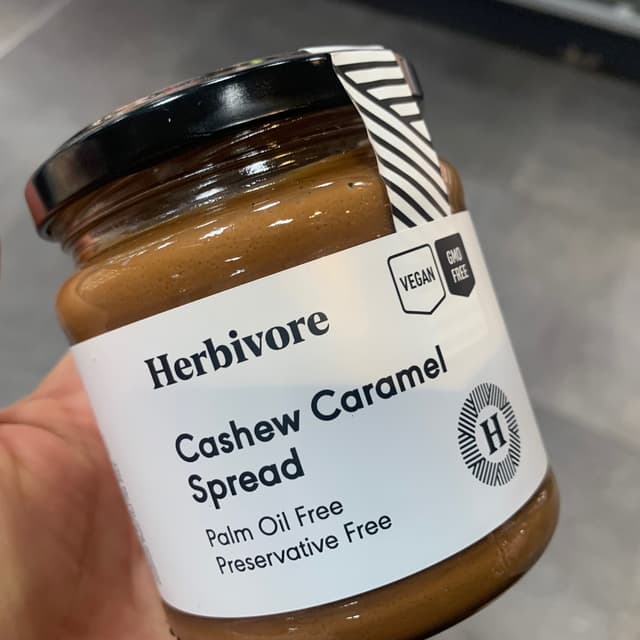 VEGAN
GMO
FREE
Herbivore
Cashew Caramel
Spread
Palm Oil Free
Preservative Free
H